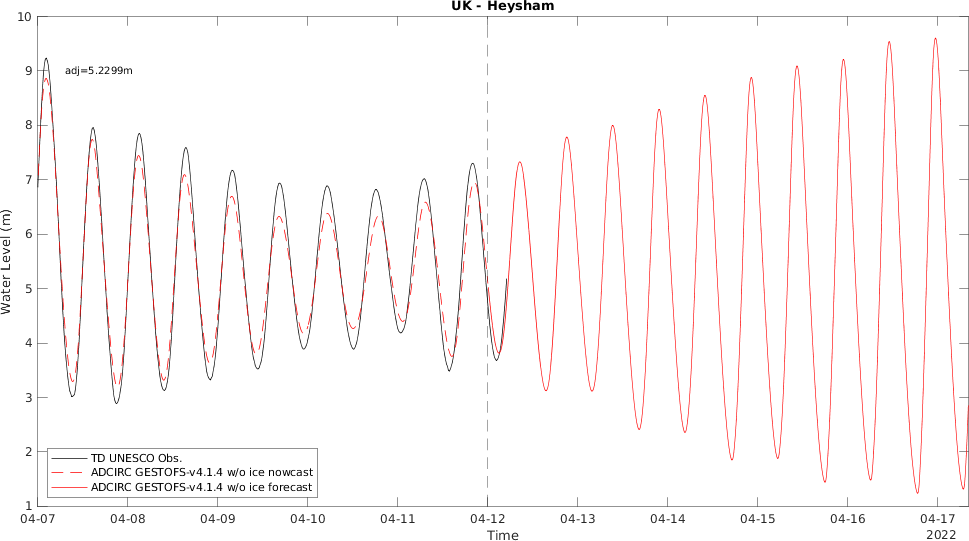 UK - Heysham
10
9
8
7
6
5
4
3
2
1
Water Level (m)
adj=5.2299m
TD UNESCO Obs.
ADCIRC GESTOFS-v4.1.4 w/o ice nowcast
ADCIRC GESTOFS-v4.1.4 w/o ice forecast
04-07 04-08 04-09 04-10 04-11 04-12 04-13 04-14 04-15 04-16 04-17
Time
2022